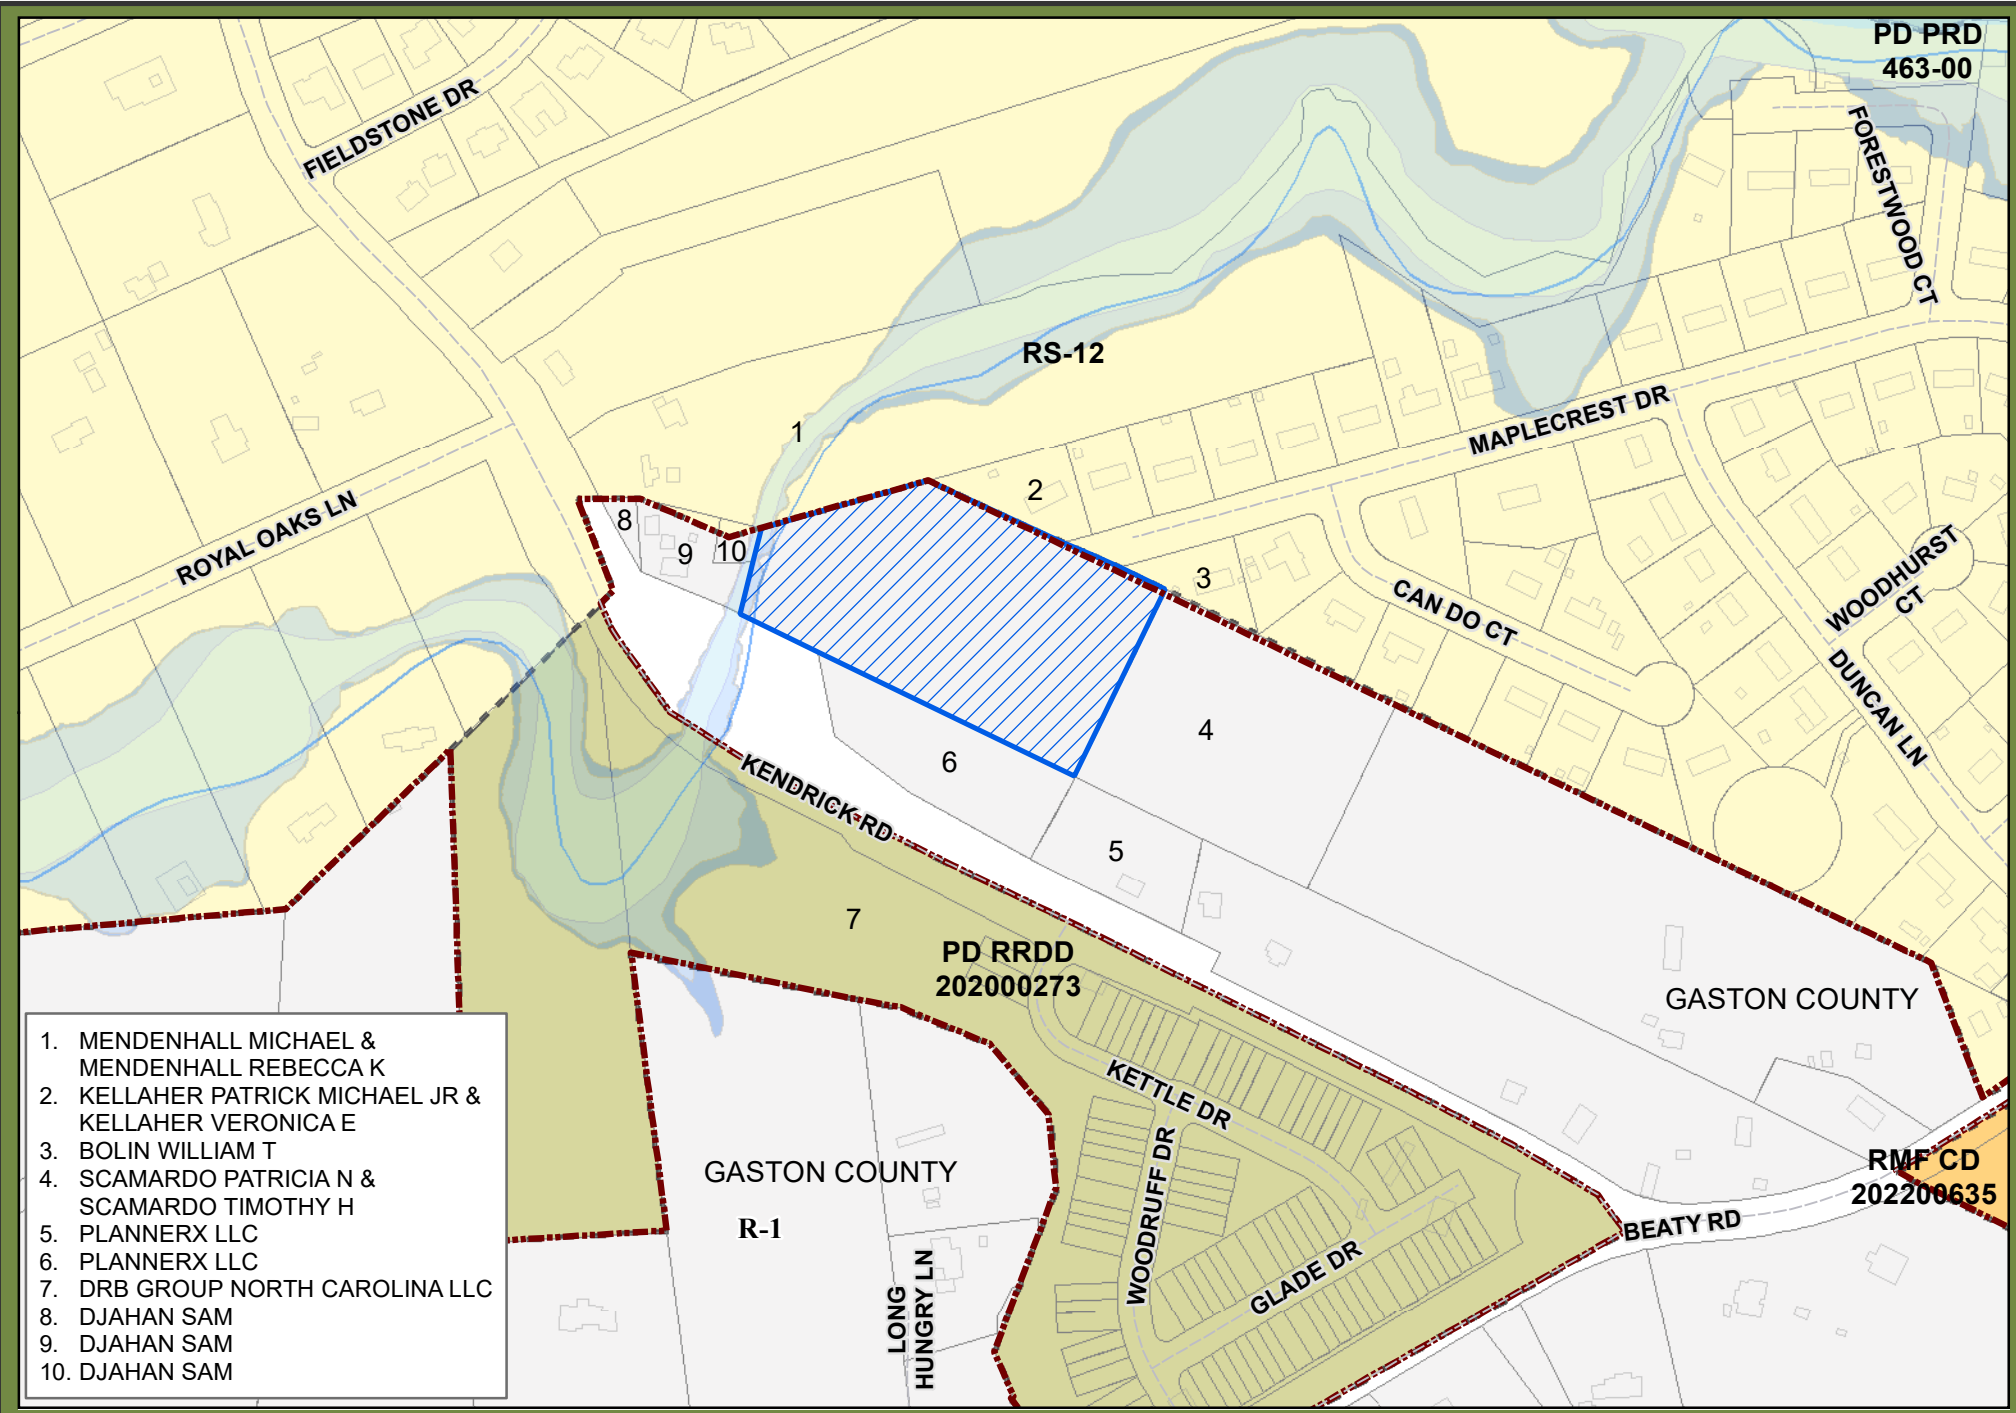 PD PRD
463-00
FIELDSTONE DR
FORESTWOOD CT
RS-12
MAPLECREST DR
1
2
ROYAL OAKS LN
8
9
10
3
CAN DO CT
WOODHURST
CT
DUNCAN LN
4
6
KENDRICK RD
5
7
PD RRDD
202000273
GASTON COUNTY
KETTLE DR
WOODRUFF DR
GLADE DR
GASTON COUNTY
R-1
LONG
HUNGRY LN
BEATY RD
RMF CD
202200635
1. MENDENHALL MICHAEL &
MENDENHALL REBECCA K
2. KELLAHER PATRICK MICHAEL JR &
KELLAHER VERONICA E
3. BOLIN WILLIAM T
4. SCAMARDO PATRICIA N &
SCAMARDO TIMOTHY H
5. PLANNERX LLC
6. PLANNERX LLC
7. DRB GROUP NORTH CAROLINA LLC
8. DJAHAN SAM
9. DJAHAN SAM
10. DJAHAN SAM